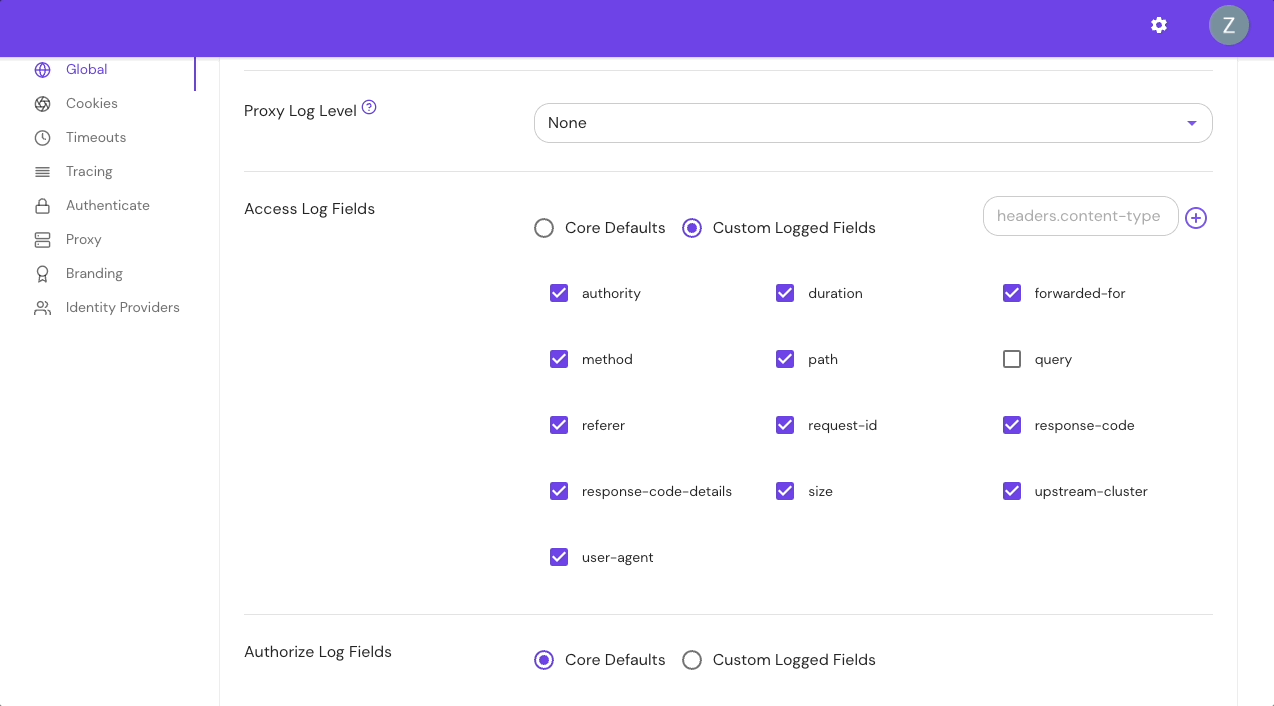 Z
Global
Cookies
Timeouts
Tracing
Authenticate
Proxy
Branding
Identity Providers
Proxy Log Level ?
None
Access Log Fields
Core Defaults Custom Logged Fields headers.content-type
authority duration forwarded-for
method path query
referer request-id response-code
response-code-details size upstream-cluster
user-agent
Authorize Log Fields
Core Defaults Custom Logged Fields